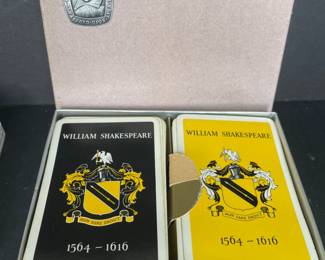 WILLIAM SHAKESPEARE
NON SANZ DROICT
1564 - 1616
WILLIAM SHAKESPEARE
NON SANZ DROICT
1564 - 1616